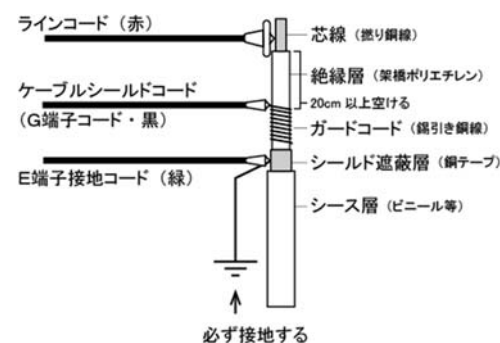 ラインコード（赤）
ケーブルシールドコード
（G端子コード・黒）
E端子接地コード（緑）
芯線（撚り銅線）
絶縁層（架橋ポリエチレン）
20cm 以上空ける
ガードコード（錫引き銅線）
シールド遮蔽層（銅テープ）
シース層（ビニール等）
必ず接地する